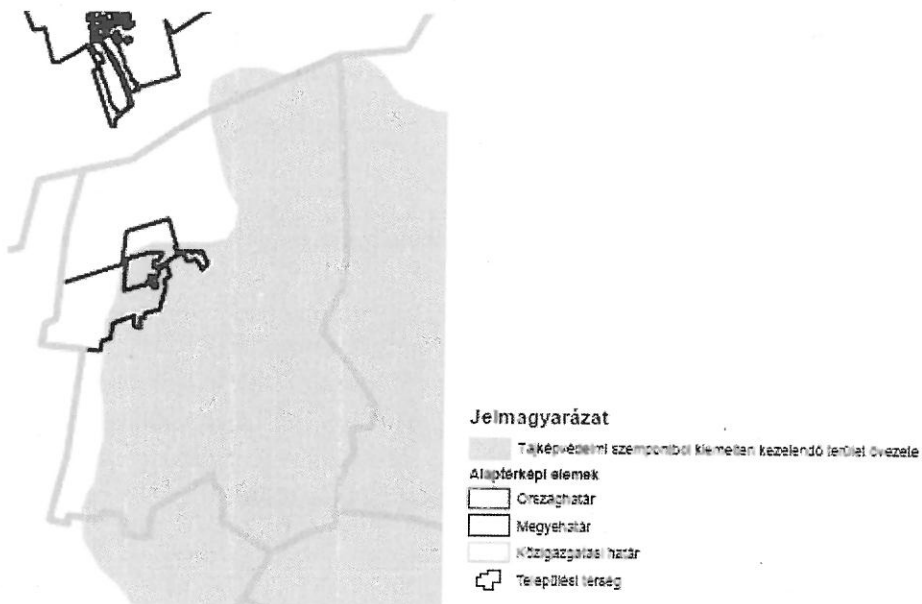 Jelmagyarázat
Tájképvédelmi szempontból kiemelten kezelendő terület övezete
Alaptérképi elemek
Országhatár
Megyehatár
Közigazgatási határ
Települési térség